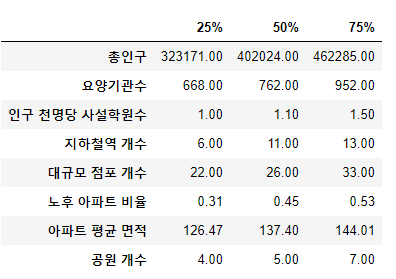 25% 50% 75%
총인구 323171.00 402024.00 462285.00
요양기관수 668.00 762.00 952.00
인구 천명당 사설학원수 1.00 1.10 1.50
지하철역 개수 6.00 11.00 13.00
대규모 점포 개수 22.00 26.00 33.00
노후 아파트 비율 0.31 0.45 0.53
아파트 평균 면적 126.47 137.40 144.01
공원 개수 4.00 5.00 7.00